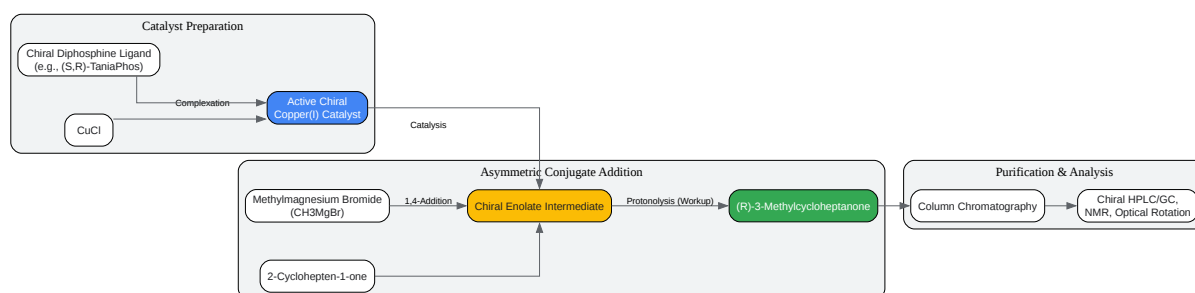 Catalyst Preparation
Chiral Diphosphine Ligand
(e.g., (S,R)-TaniaPhos)
Complexation
Active Chiral
Copper(I) Catalyst
CuCl
Catalysis
Asymmetric Conjugate Addition
Methylmagnesium Bromide
(CH3MgBr)
1,4-Addition
Chiral Enolate Intermediate
Protonolysis (Workup)
(R)-3-Methylcycloheptanone
2-Cyclohepten-1-one
Purification & Analysis
Column Chromatography
Chiral HPLC/GC,
NMR, Optical Rotation